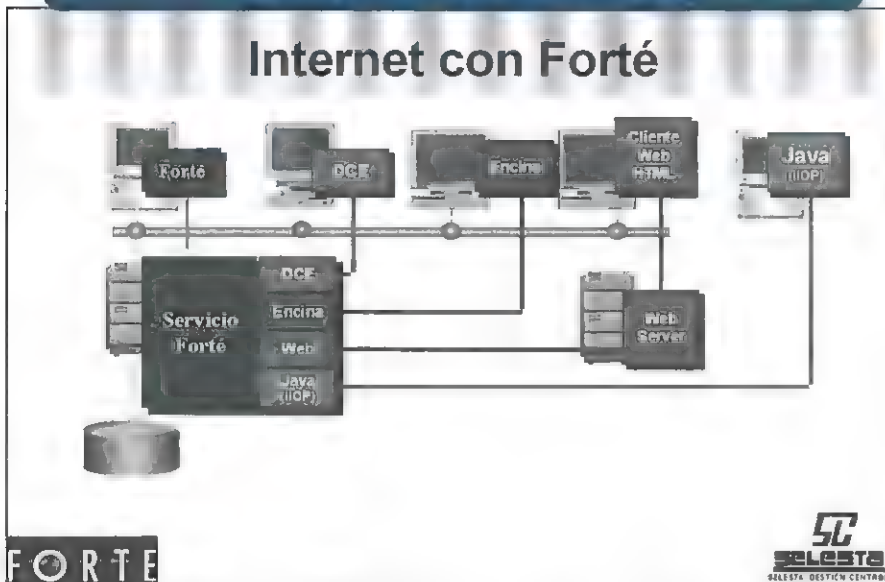 Internet con Forté
Forté
DCE
Encina
Cliente
Web
HTML
Java
(IIOP)
Servicio
Forté
DCE
Encina
Web
Java
(IIOP)
Web
Server
FORTE
SC
SELESTA
SELESTA GESTIÓN CENTRO